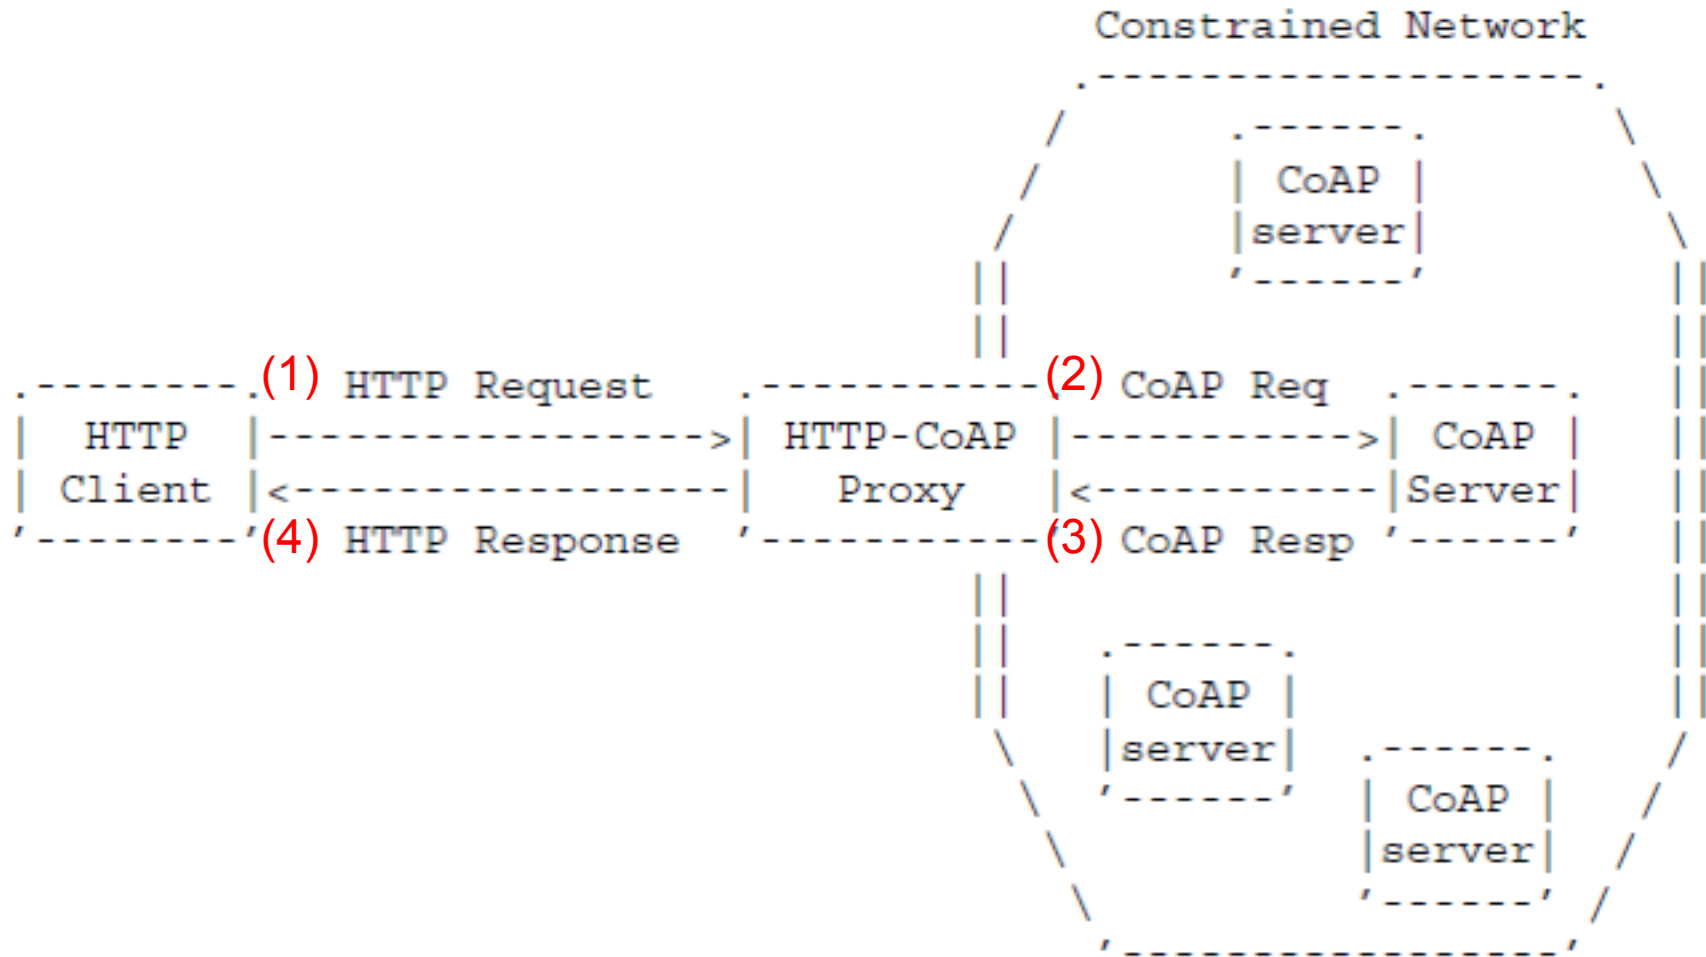 Constrained Network
CoAP
server
(1) HTTP Request
(2) CoAP Req
HTTP
Client
HTTP-CoAP
Proxy
CoAP
Server
(4) HTTP Response
(3) CoAP Resp
CoAP
server
CoAP
server